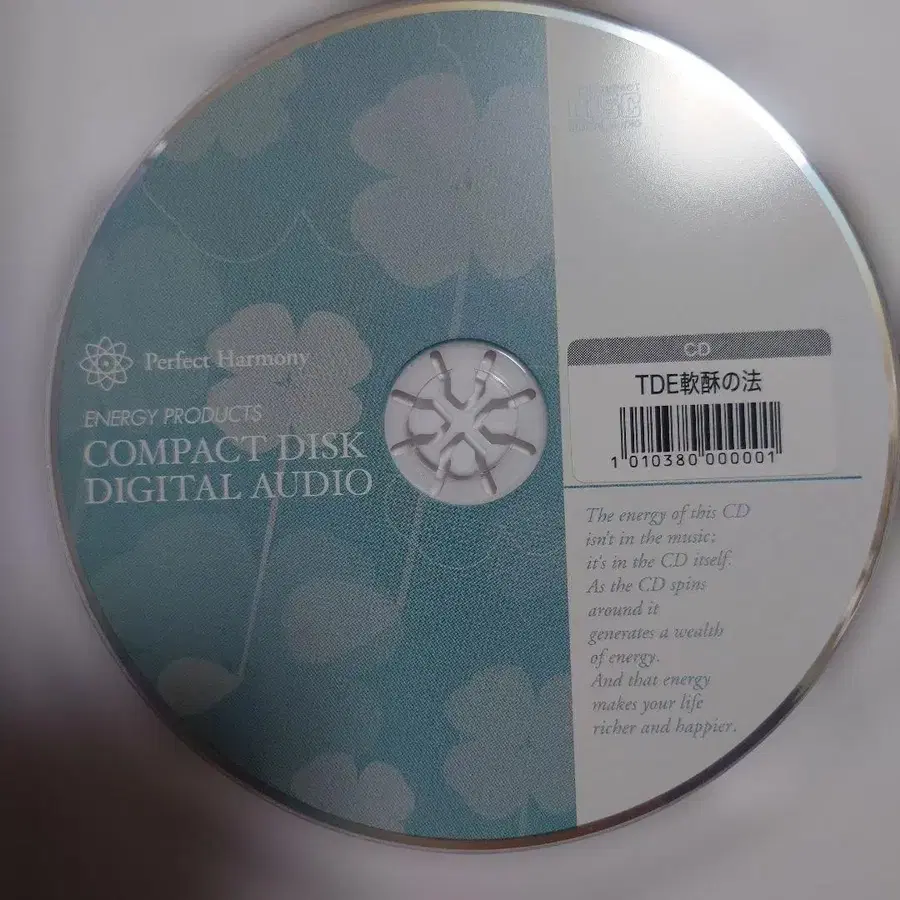 DISC
Perfect Harmony
ENERGY PRODUCTS
COMPACT DISK
DIGITAL AUDIO
CD
TDE軟酥の法
1 010380 000001
The energy of this CD
isn't in the music;
it's in the CD itself.
As the CD spins
around it
generates a wealth
of energy.
And that energy
makes your life
richer and happier.